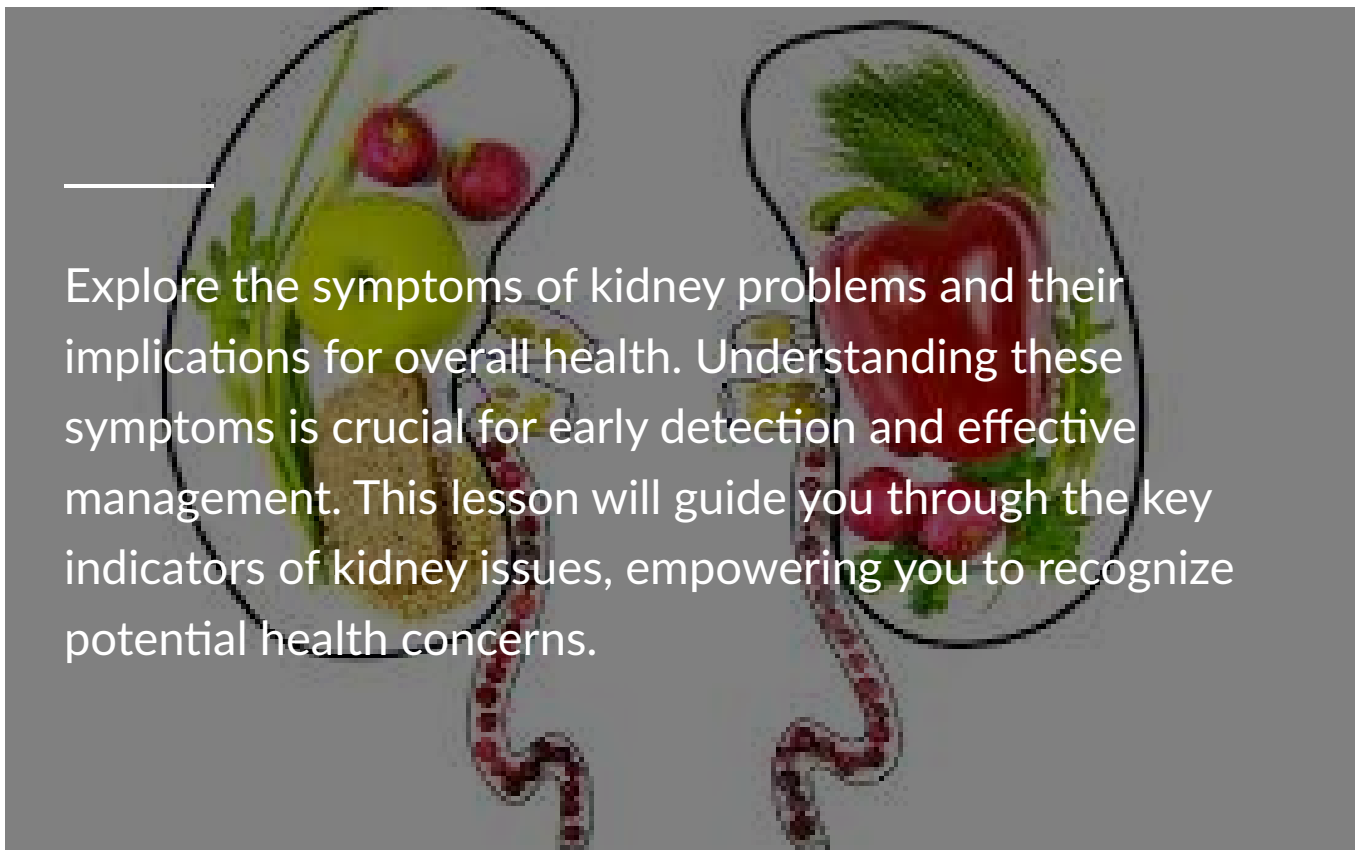 Explore the symptoms of kidney problems and their
implications for overall health. Understanding these
symptoms is crucial for early detection and effective
management. This lesson will guide you through the key
indicators of kidney issues, empowering you to recognize
potential health concerns.